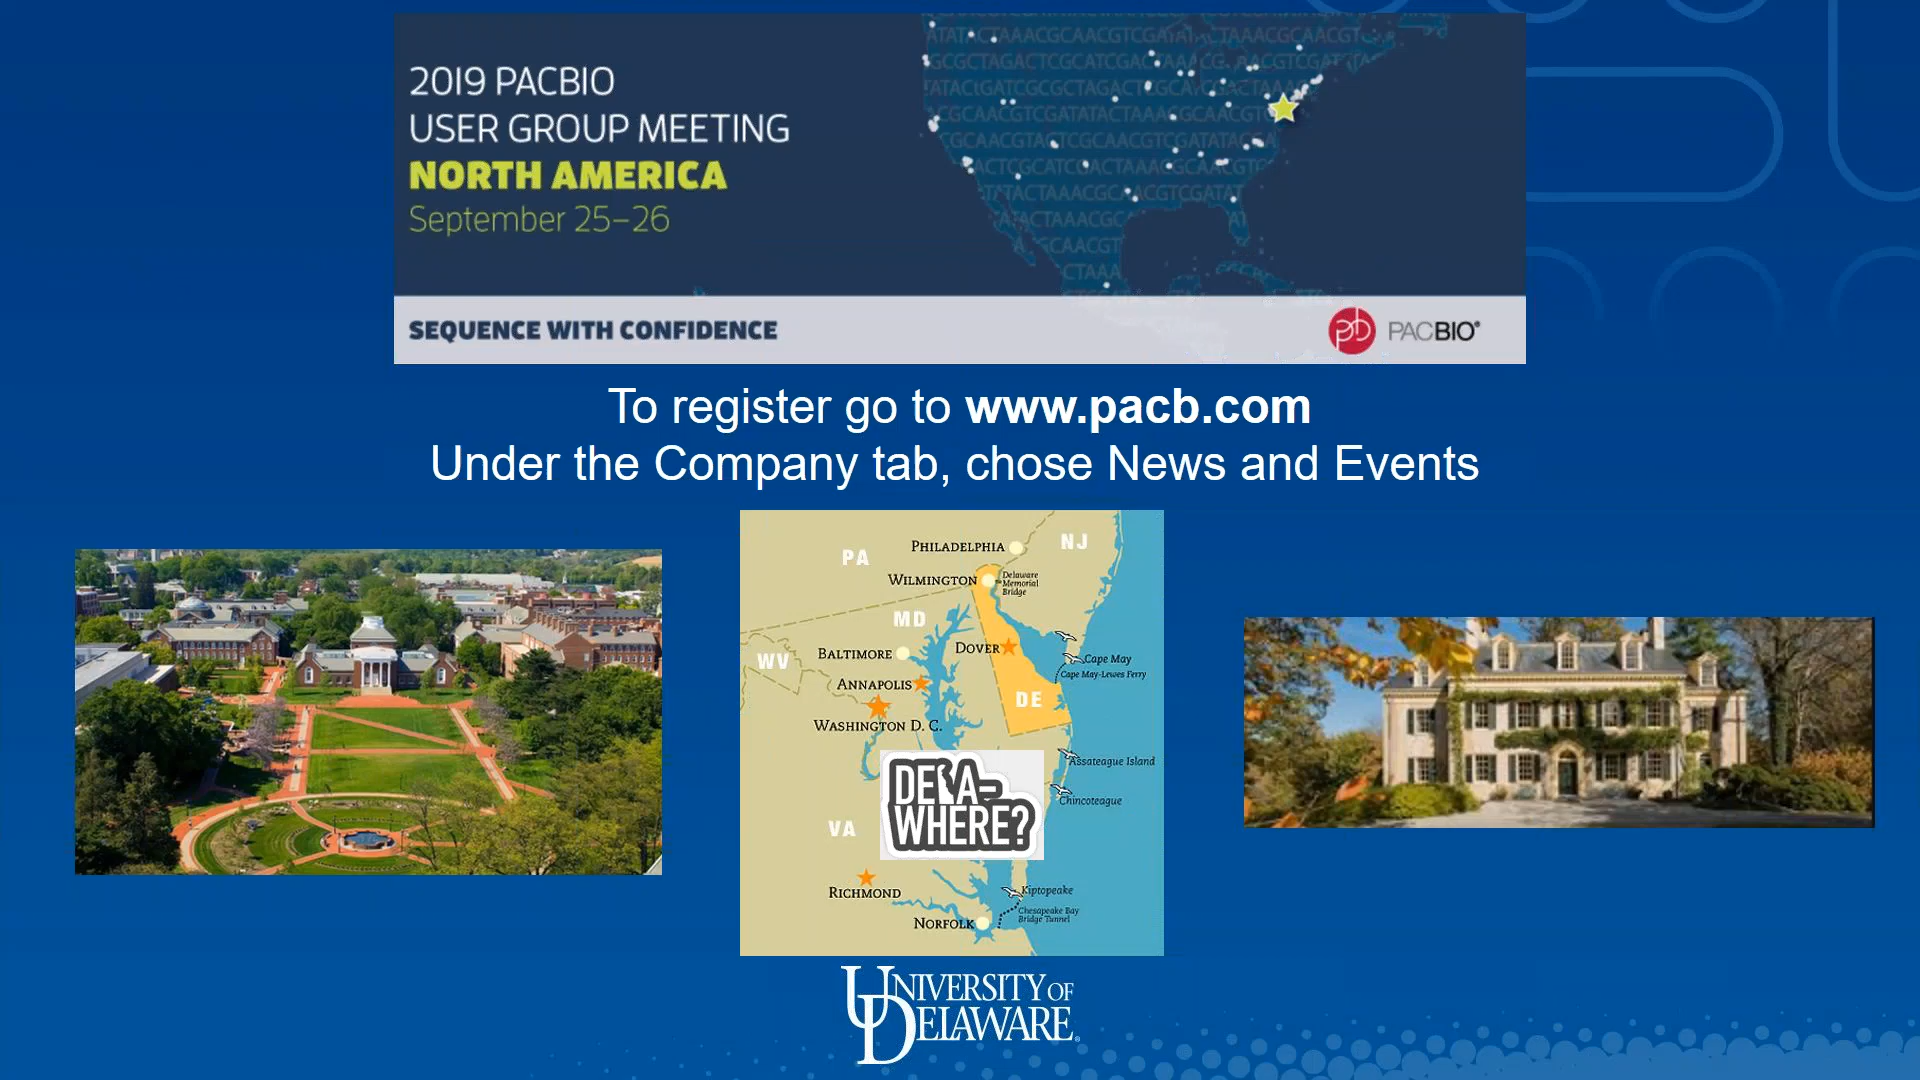 2019 PACBIO
USER GROUP MEETING
NORTH AMERICA
September 25–26
SEQUENCE WITH CONFIDENCE
pb PACBIO®
To register go to www.pacb.com
Under the Company tab, chose News and Events
PHILADELPHIA
NJ
PA
WILMINGTON
Delaware
Memorial
Bridge
MD
BALTIMORE
DOVER
WV
Cape May
Cape May-Lewes Ferry
ANNAPOLIS
DE
WASHINGTON D. C.
Assateague Island
DELA-
WHERE?
Chincoteague
VA
RICHMOND
Kiptopeake
Chesapeake Bay
Bridge Tunnel
NORFOLK
UNIVERSITY OF
DELAWARE®